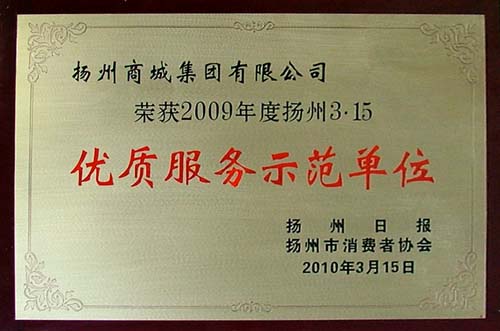 扬州商城集团有限公司
荣获2009年度扬州3·15
优质服务示范单位
扬州日报
扬州市消费者协会
2010年3月15日